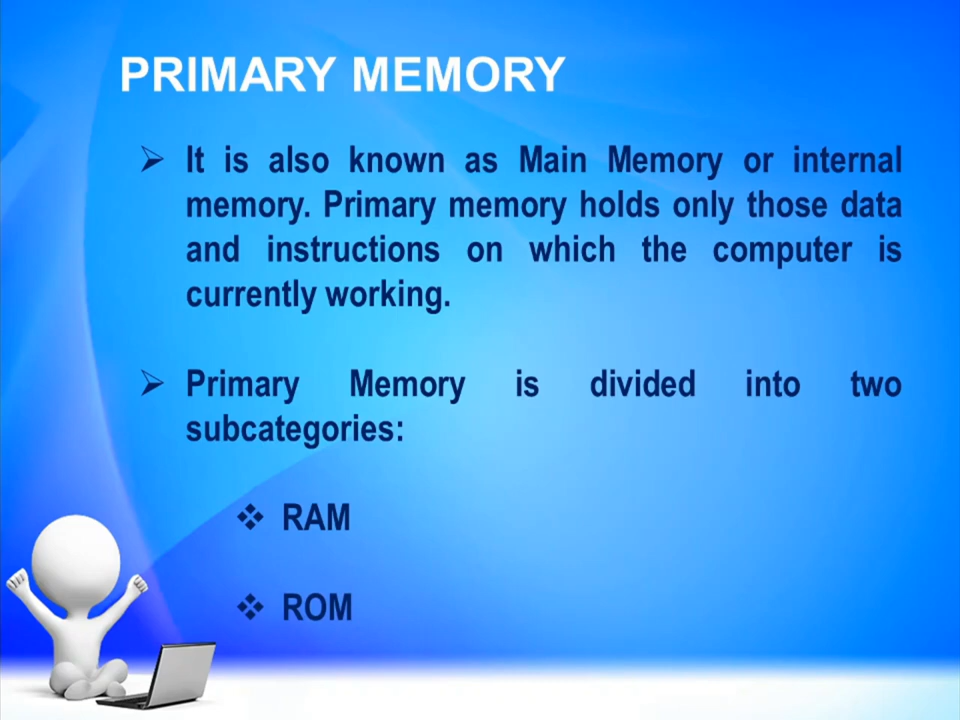 PRIMARY MEMORY
It is also known as Main Memory or internal
memory. Primary memory holds only those data
and instructions on which the computer is
currently working.
Primary Memory is divided into two
subcategories:
RAM
ROM